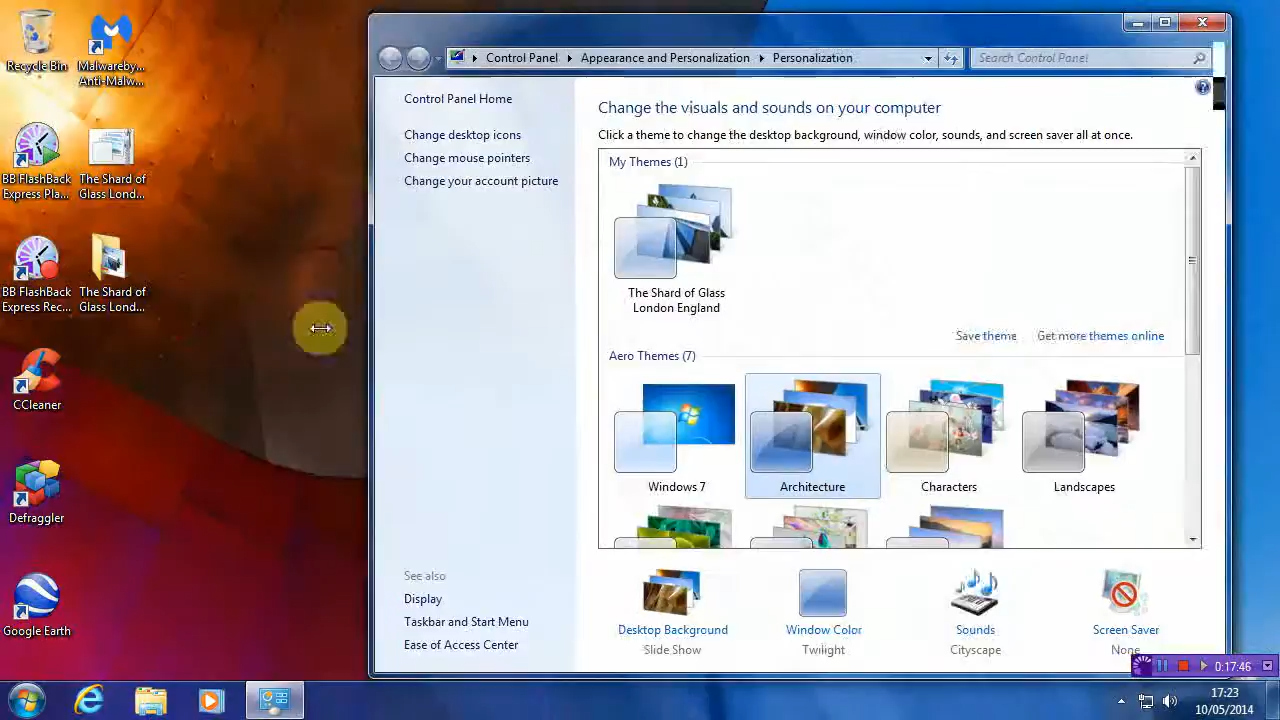 Recycle Bin
Malwareby...
Anti-Malw...
BB FlashBack
Express Pla...
The Shard of
Glass Lond...
BB FlashBack
Express Rec...
The Shard of
Glass Lond...
CCleaner
Defraggler
Google Earth
Control Panel
Appearance and Personalization
Personalization
Search Control Panel
Control Panel Home
Change desktop icons
Change mouse pointers
Change your account picture
See also
Display
Taskbar and Start Menu
Ease of Access Center
Change the visuals and sounds on your computer
Click a theme to change the desktop background, window color, sounds, and screen saver all at once.
My Themes (1)
The Shard of Glass
London England
Save theme
Get more themes online
Aero Themes (7)
Windows 7
Architecture
Characters
Landscapes
Desktop Background
Slide Show
Window Color
Twilight
Sounds
Cityscape
Screen Saver
None
0:17:46
17:23
10/05/2014